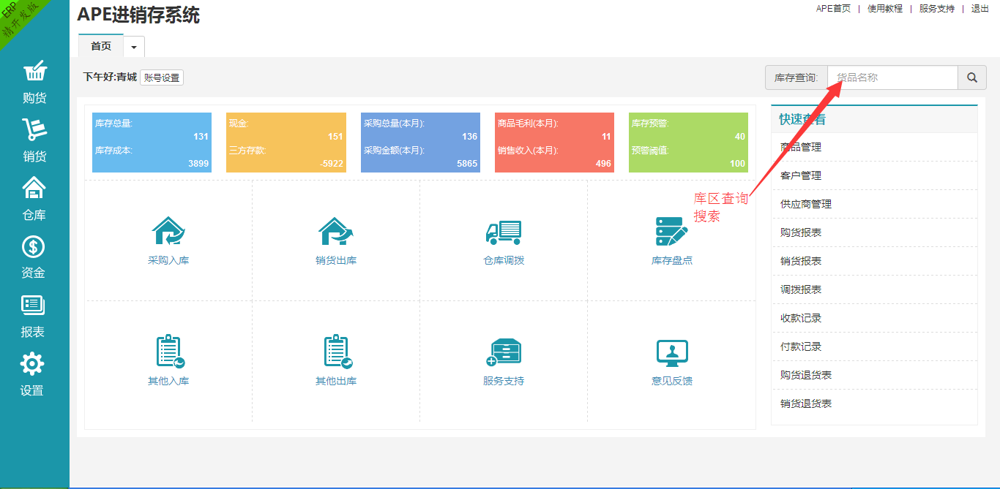 ERP
精开发版
APE进销存系统
APE首页 | 使用教程 | 服务支持 | 退出
首页
下午好:青城 账号设置
库存查询: 货品名称
购货
销货
仓库
资金
报表
设置
库存总量:
131
库存成本:
3899
现金:
151
三方存款:
-5922
采购总量(本月):
136
采购金额(本月):
5865
商品毛利(本月):
11
销售收入(本月):
496
库存预警:
40
预警阈值:
100
库区查询
搜索
采购入库
销货出库
仓库调拨
库存盘点
其他入库
其他出库
服务支持
意见反馈
快速查看
商品管理
客户管理
供应商管理
购货报表
销货报表
调拨报表
收款记录
付款记录
购货退货表
销货退货表